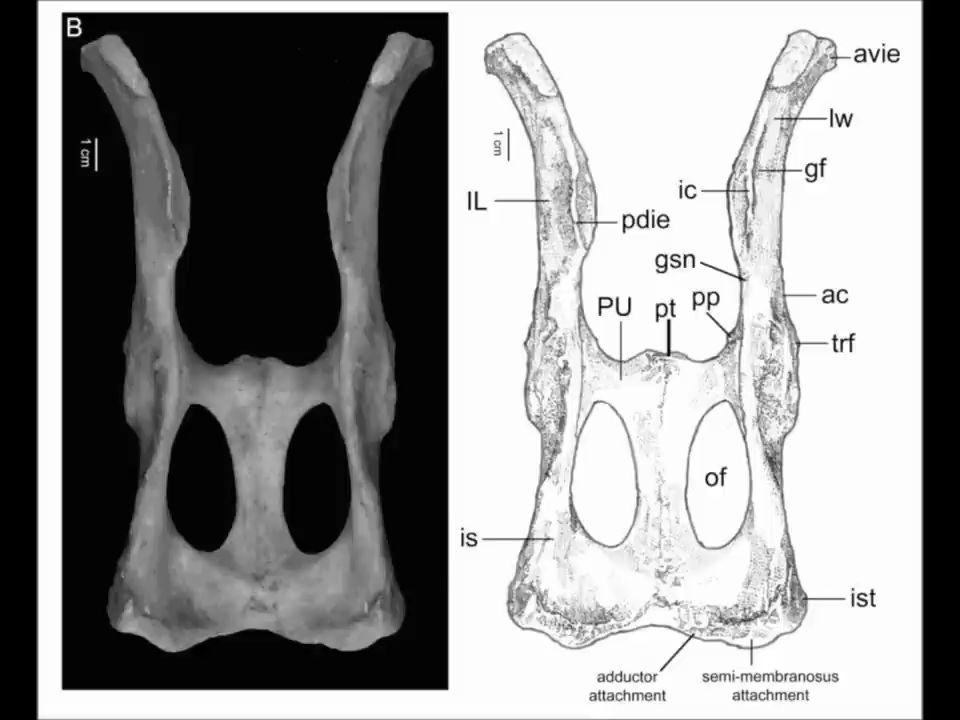 B
1 cm
1 cm
avie
lw
gf
ic
IL
pdie
gsn
PU
pt
pp
ac
trf
of
is
ist
adductor
attachment
semi-membranosus
attachment